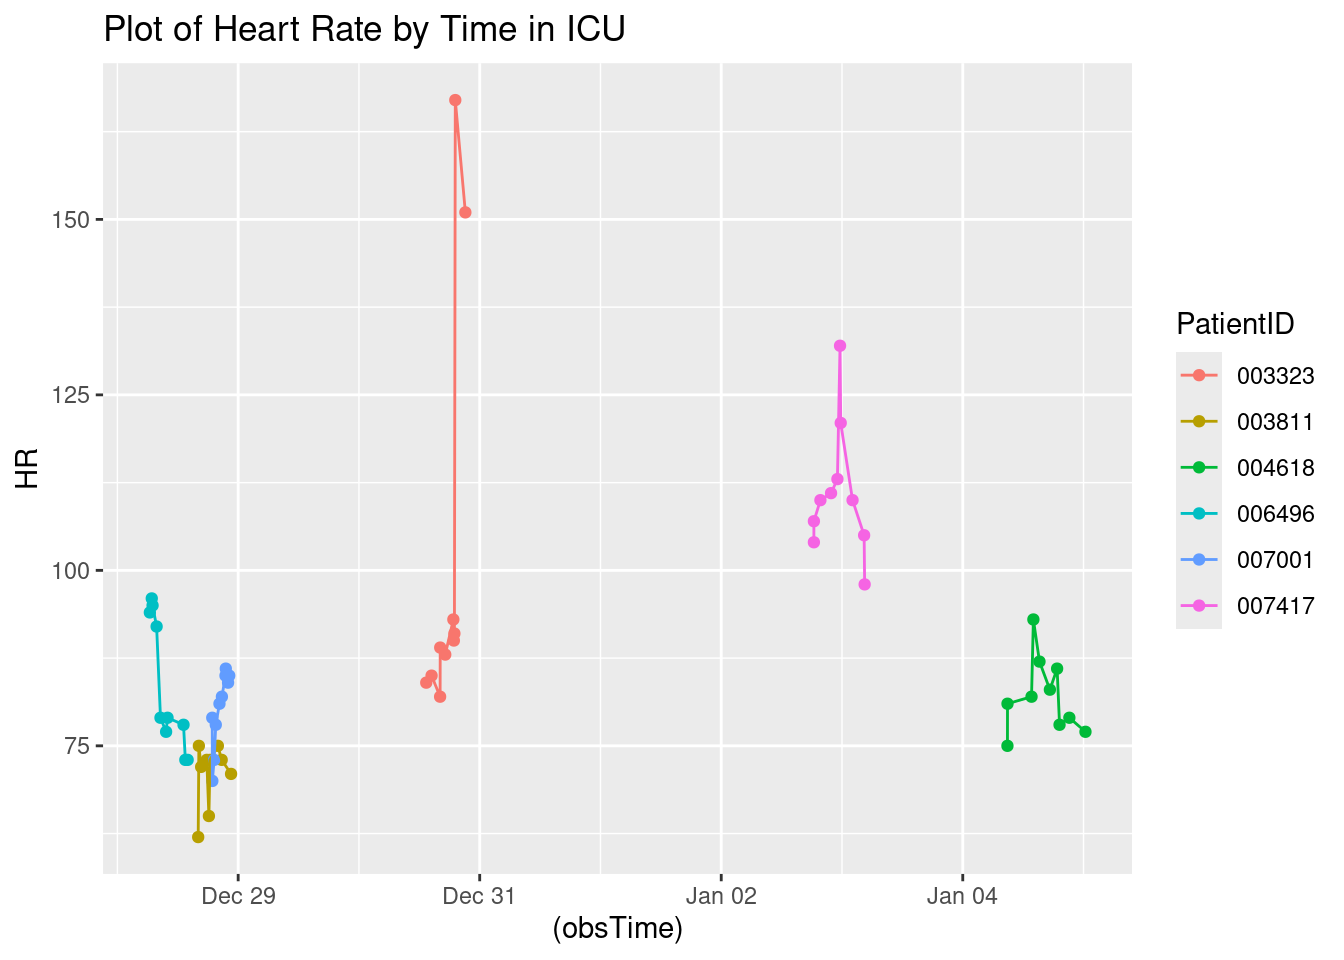 Plot of Heart Rate by Time in ICU
150
125
100
75
HR
Dec 29
Dec 31
Jan 02
Jan 04
(obsTime)
PatientID
003323
003811
004618
006496
007001
007417